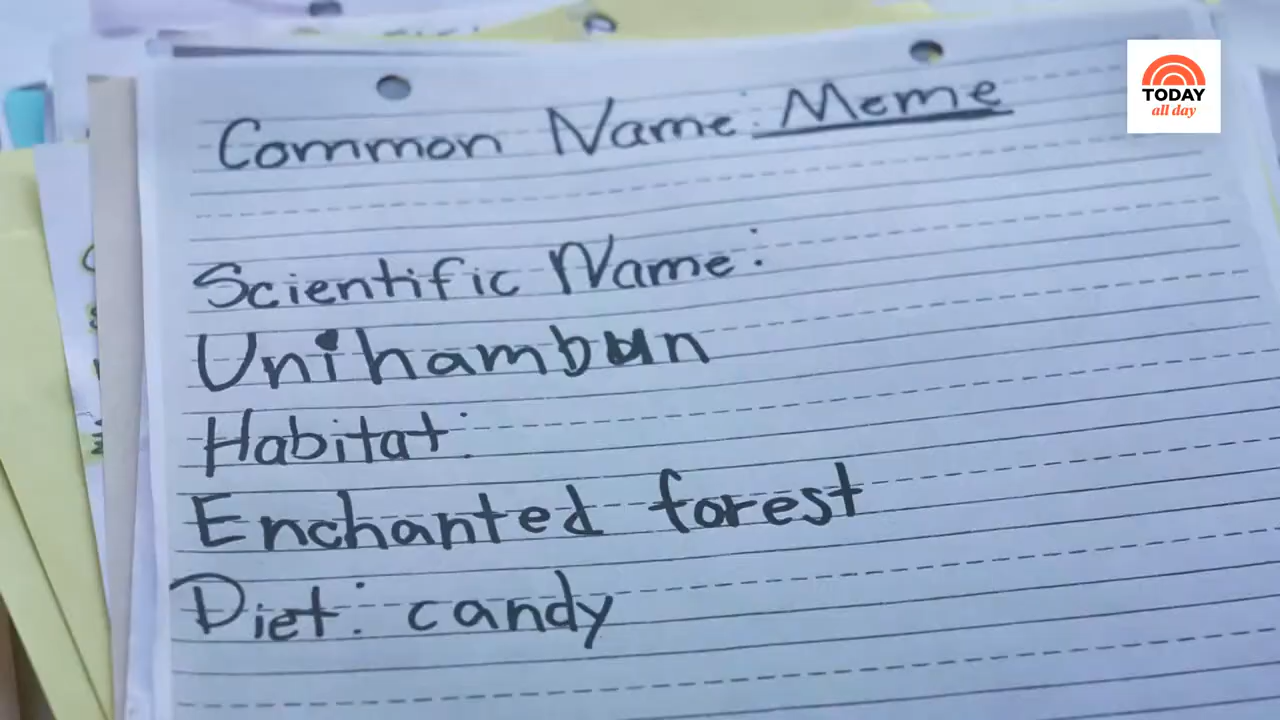 Common Name: Meme
Scientific Name:
Unihambun
Habitat:
Enchanted forest
Diet: candy
TODAY
all day